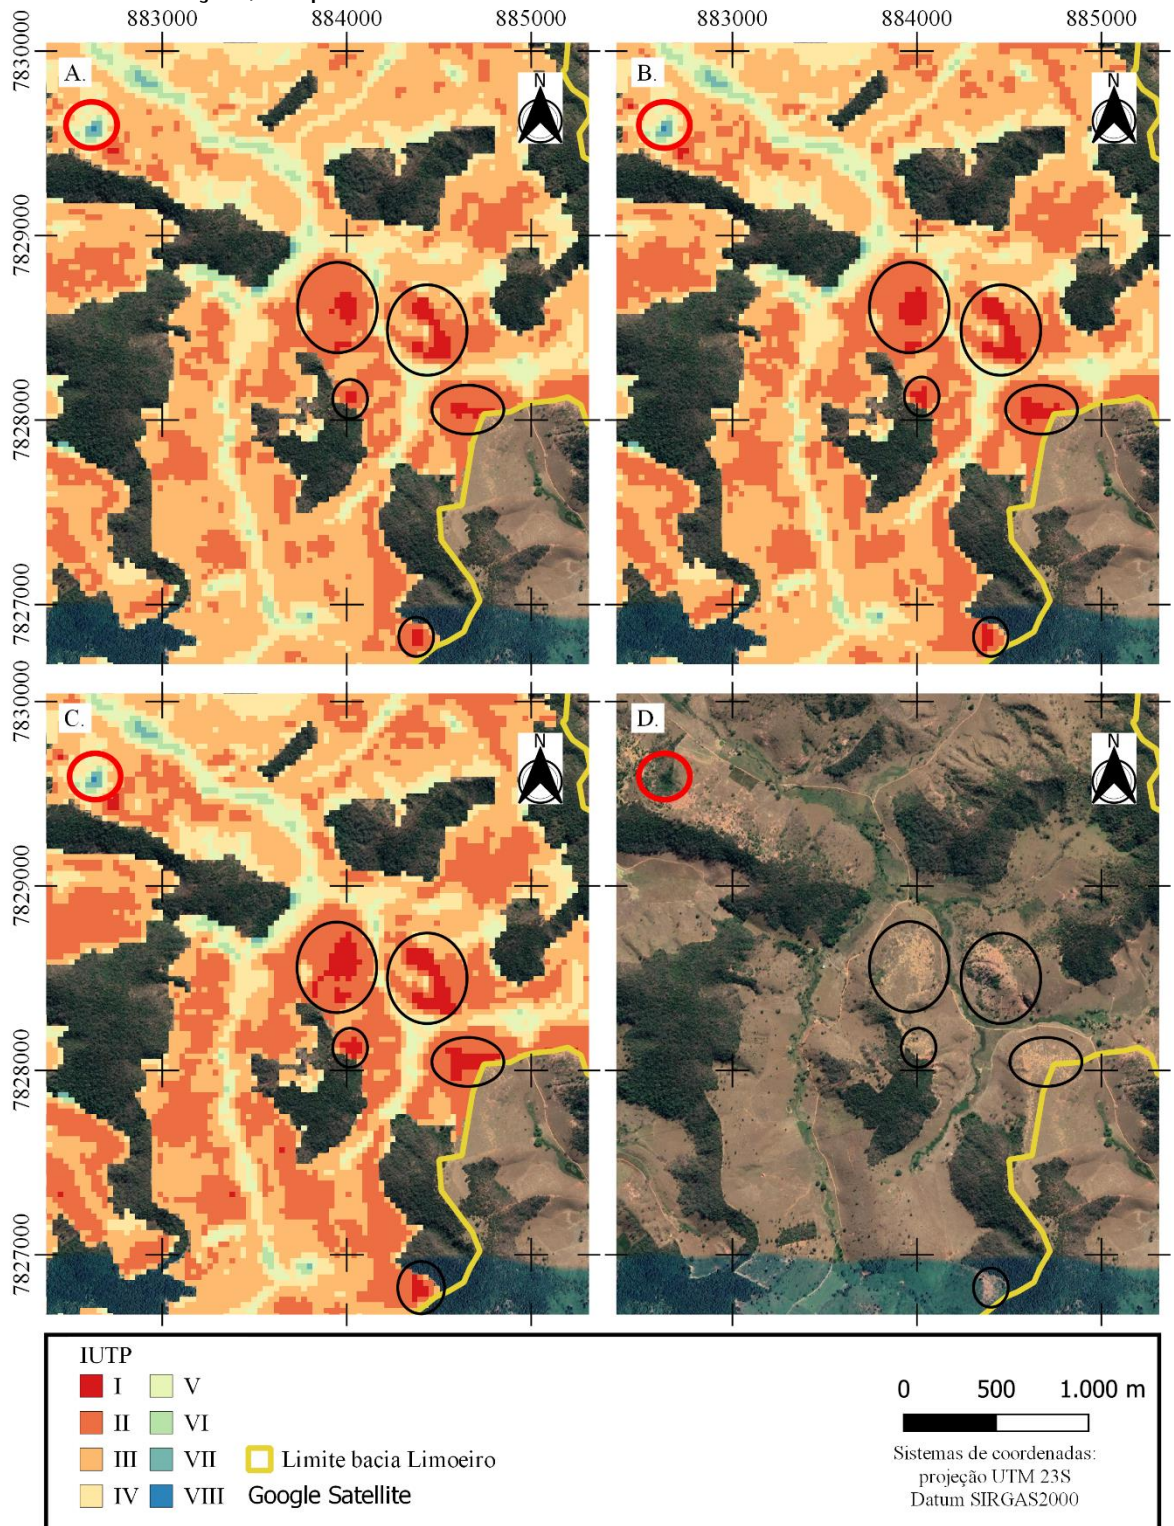 883000 884000 885000 883000 884000 885000
7830000
7829000
7828000
7827000
A.
N
B.
N
7830000
7829000
7828000
7827000
C.
N
D.
N
IUTP
I
II
III
IV
V
VI
VII
VIII
Limite bacia Limoeiro
Google Satellite
0 500 1.000 m
Sistemas de coordenadas:
projeção UTM 23S
Datum SIRGAS2000